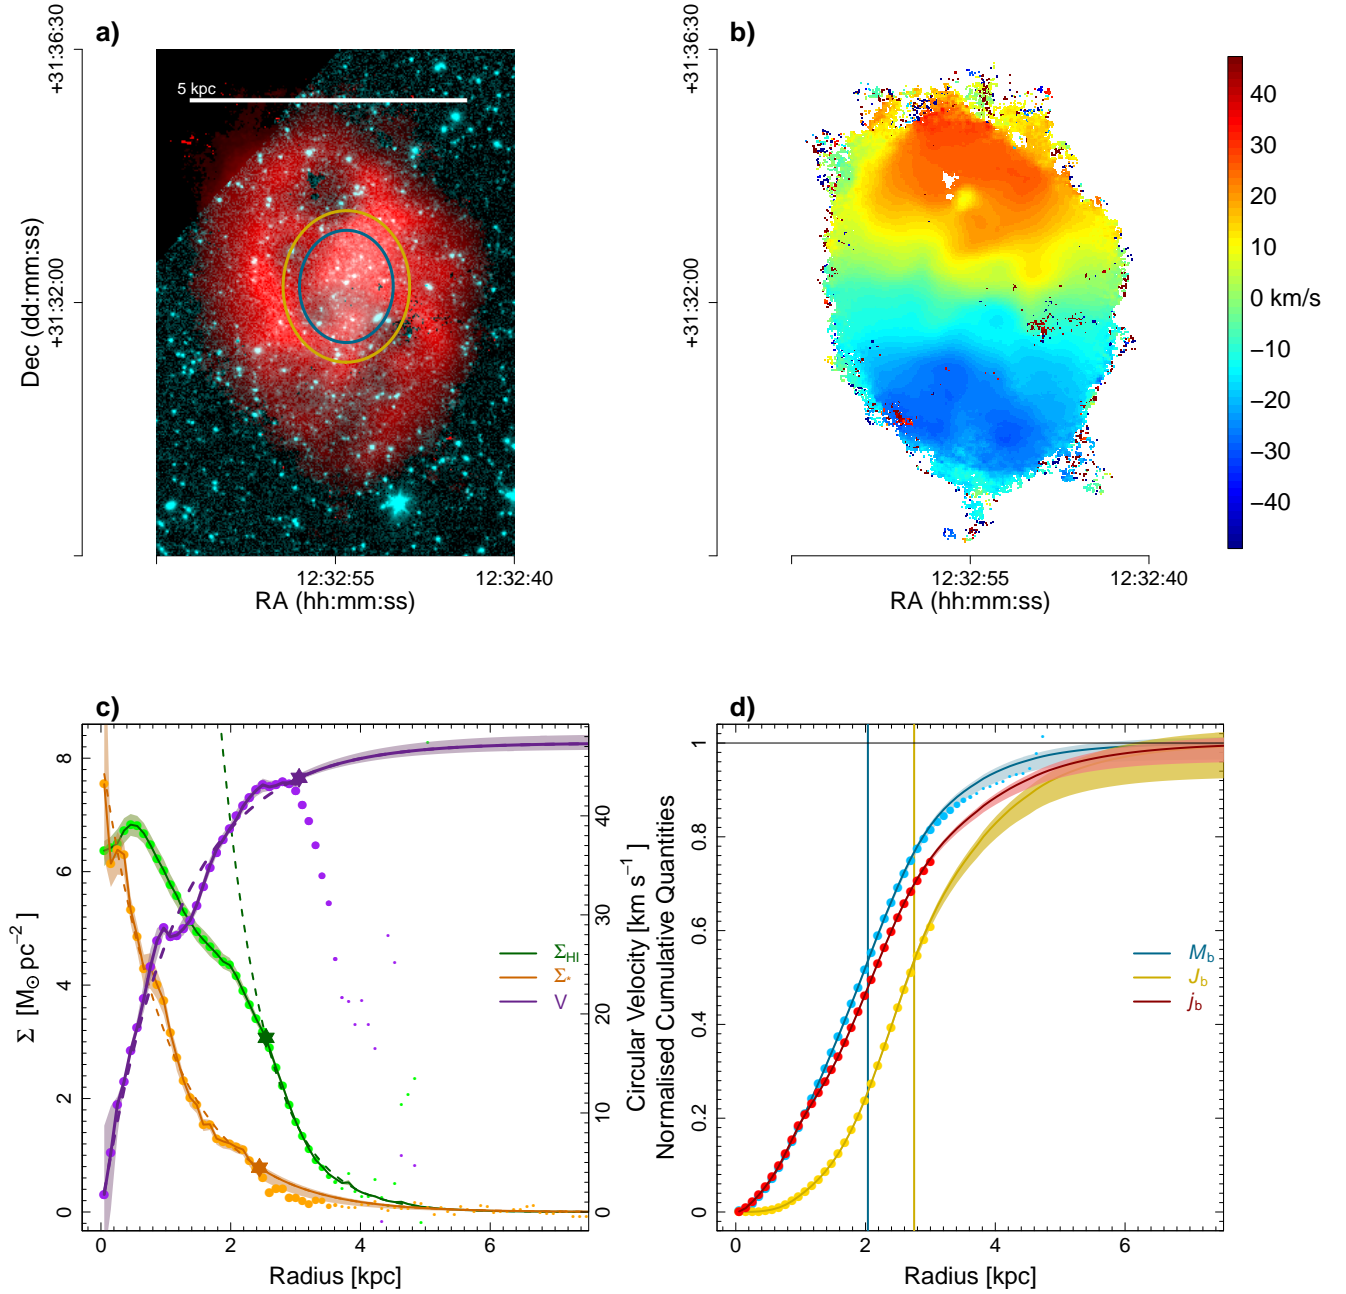 a)
+31:36:30
+31:32:00
Dec (dd:mm:ss)
5 kpc
12:32:55
12:32:40
RA (hh:mm:ss)
b)
+31:36:30
+31:32:00
12:32:55
12:32:40
RA (hh:mm:ss)
40
30
20
10
0 km/s
−10
−20
−30
−40
c)
Σ [M⊙ pc−2 ]
8
6
4
2
0
0
2
4
6
Radius [kpc]
ΣHI
Σ*
V
40
30
20
10
0
Circular Velocity [km s−1 ]
d)
Normalised Cumulative Quantities
1
0.8
0.6
0.4
0.2
0
0
2
4
6
Radius [kpc]
Mb
Jb
jb